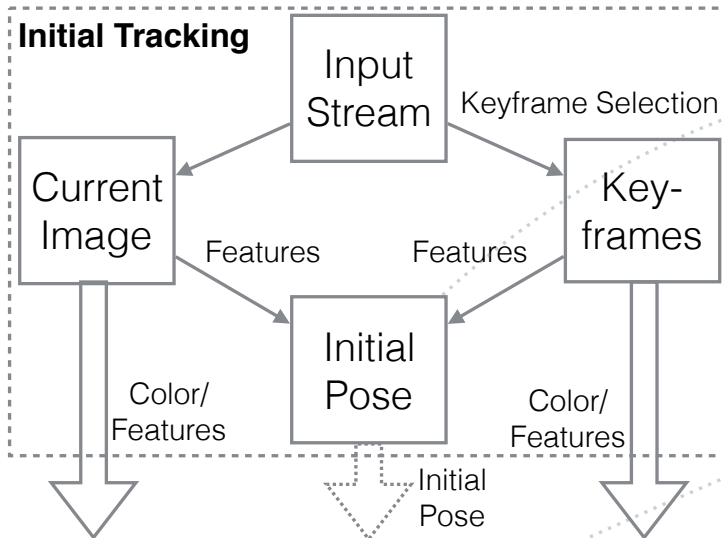 Initial Tracking
Input
Stream
Keyframe Selection
Current
Image
Key-
frames
Features
Features
Initial
Pose
Color/
Features
Color/
Features
Initial
Pose